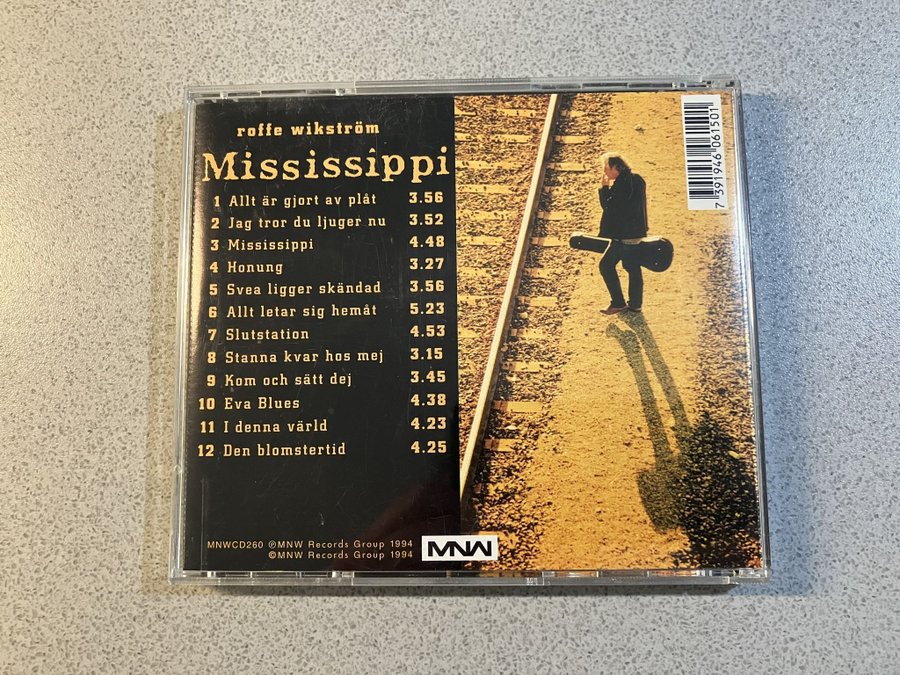 roffe wikström
Mississippi
1 Allt är gjort av plåt 3.56
2 Jag tror du ljuger nu 3.52
3 Mississippi 4.48
4 Honung 3.27
5 Svea ligger skändad 3.56
6 Allt letar sig hemåt 5.23
7 Slutstation 4.53
8 Stanna kvar hos mej 3.15
9 Kom och sätt dej 3.45
10 Eva Blues 4.38
11 I denna värld 4.23
12 Den blomstertid 4.25
MNWCD260 ℗MNW Records Group 1994
©MNW Records Group 1994
MNW
7 391946 061501